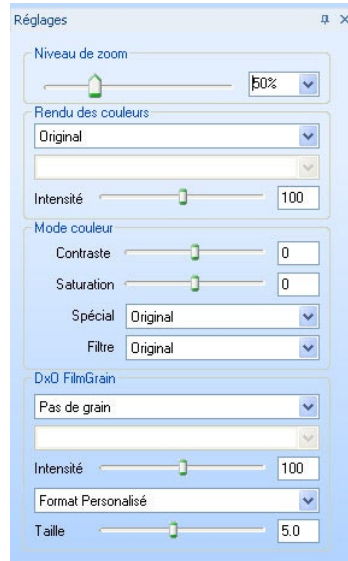 Réglages
Niveau de zoom
50%
Rendu des couleurs
Original
Intensité 100
Mode couleur
Contraste 0
Saturation 0
Spécial Original
Filtre Original
DxO FilmGrain
Pas de grain
Intensité 100
Format Personalisé
Taille 5.0